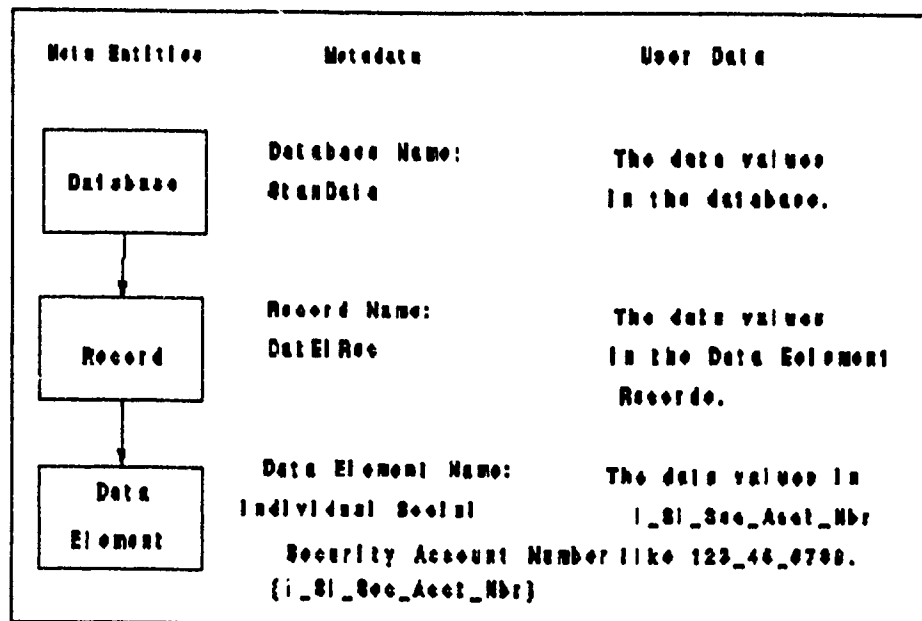 Meta Entities Metadata User Data
Database
Database Name:
StanData
The data values
in the database.
Record
Record Name:
DatElRec
The data values
in the Data Eelement
Records.
Data
Element
Data Element Name:
Individual Social
Security Account Number
{i_Sl_Sec_Acct_Nbr}
The data values in
i_Sl_Sec_Acct_Nbr
like